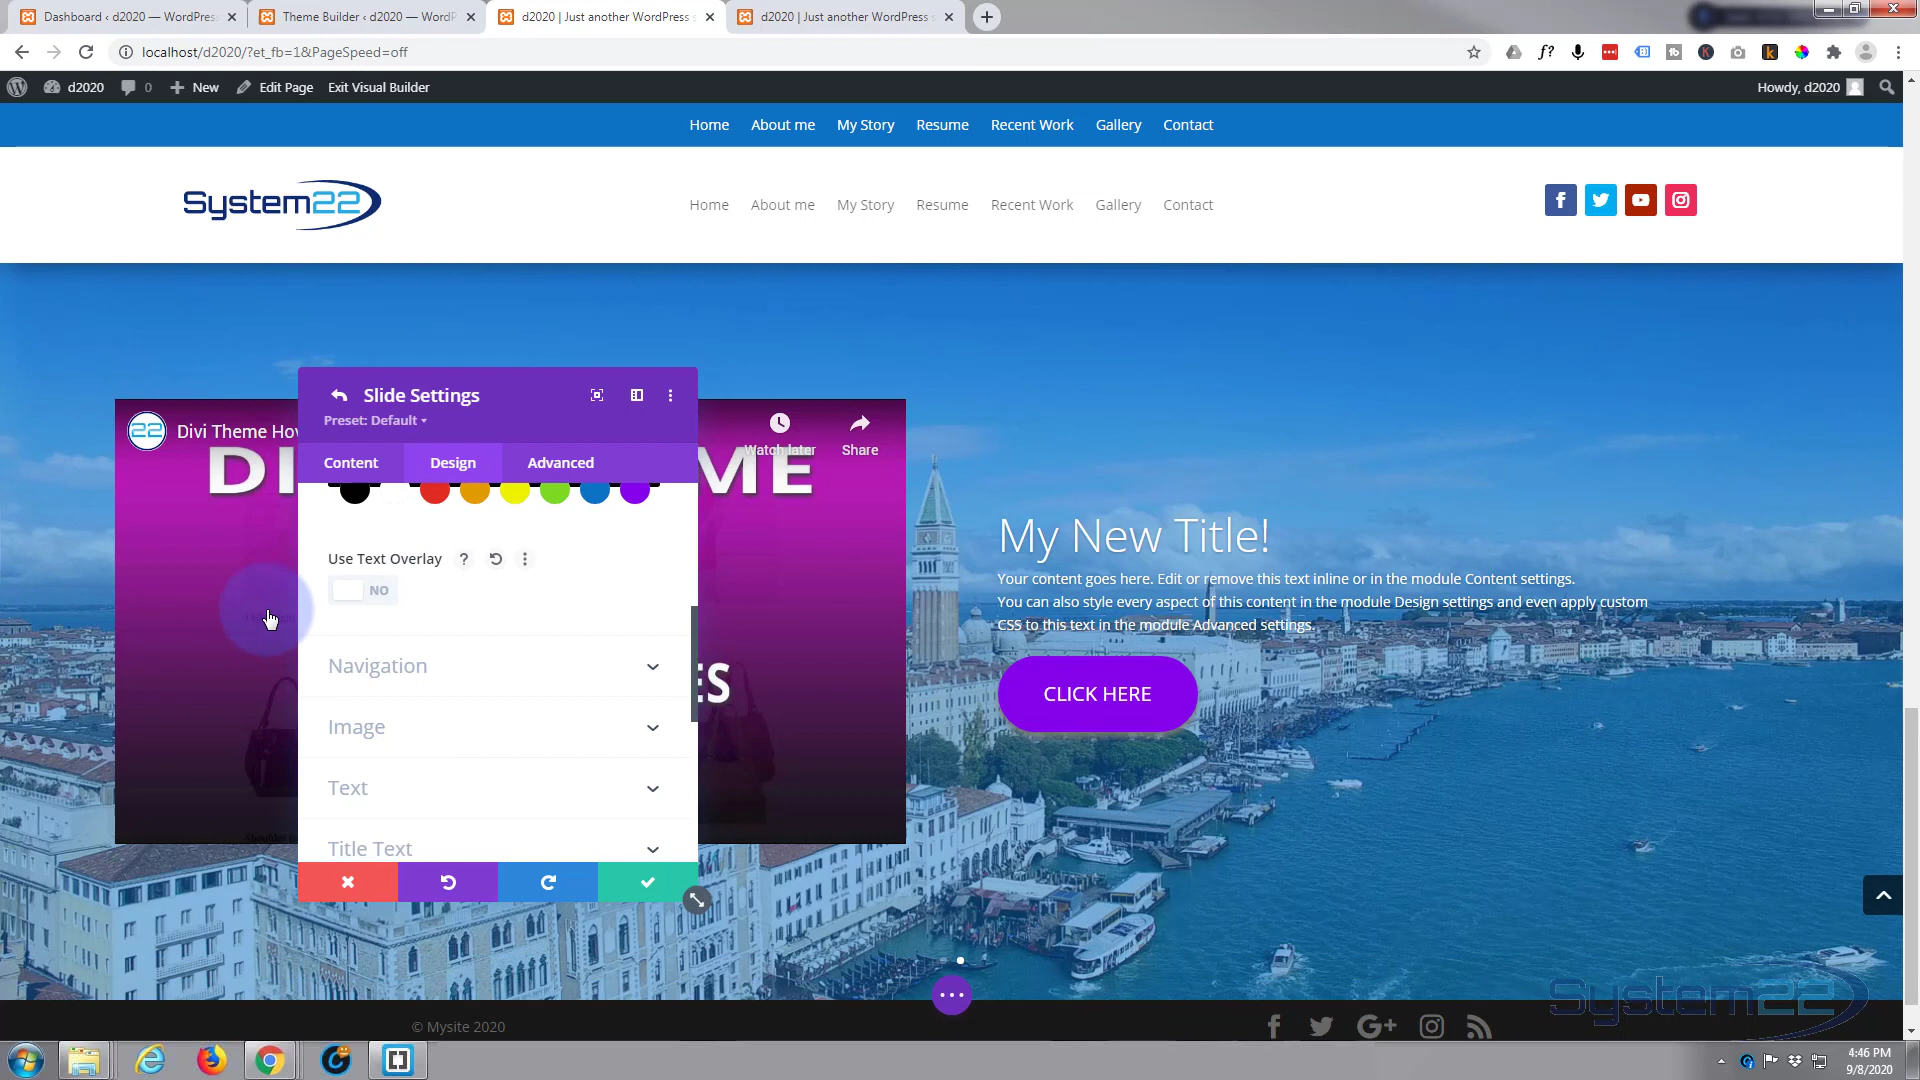 Dashboard ‹ d2020 — WordPress
Theme Builder ‹ d2020 — WordP
d2020 | Just another WordPress s
d2020 | Just another WordPress s
localhost/d2020/?et_fb=1&PageSpeed=off
d2020
0
New
Edit Page
Exit Visual Builder
Howdy, d2020
Home About me My Story Resume Recent Work Gallery Contact
System22
Home About me My Story Resume Recent Work Gallery Contact
Slide Settings
Preset: Default
Content Design Advanced
22
Divi Theme Hov
Watch later
Share
DI
ME
Use Text Overlay ?
NO
Navigation
Image
Text
Title Text
ES
My New Title!
Your content goes here. Edit or remove this text inline or in the module Content settings.
You can also style every aspect of this content in the module Design settings and even apply custom
CSS to this text in the module Advanced settings.
CLICK HERE
© Mysite 2020
System22
4:46 PM
9/8/2020